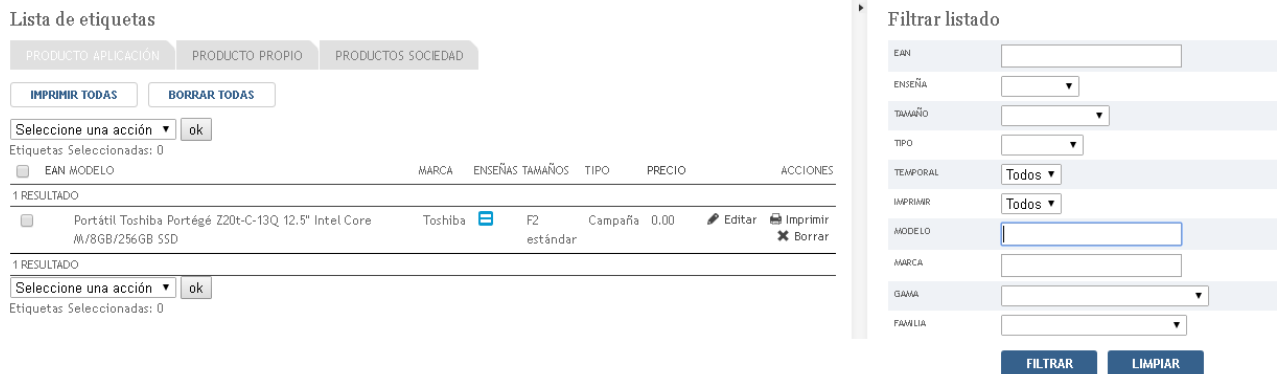 Lista de etiquetas
PRODUCTO APLICACIÓN PRODUCTO PROPIO PRODUCTOS SOCIEDAD
IMPRIMIR TODAS BORRAR TODAS
Seleccione una acción ok
Etiquetas Seleccionadas: 0
EAN MODELO MARCA ENSEÑAS TAMAÑOS TIPO PRECIO ACCIONES
1 RESULTADO
Portátil Toshiba Portégé Z20t-C-13Q 12.5" Intel Core Toshiba F2 Campaña 0.00 Editar Imprimir
M/8GB/256GB SSD estándar Borrar
1 RESULTADO
Seleccione una acción ok
Etiquetas Seleccionadas: 0
Filtrar listado
EAN
ENSEÑA
TAMAÑO
TIPO
TEMPORAL Todos
IMPRIMIR Todos
MODELO
MARCA
GAMA
FAMILIA
FILTRAR LIMPIAR